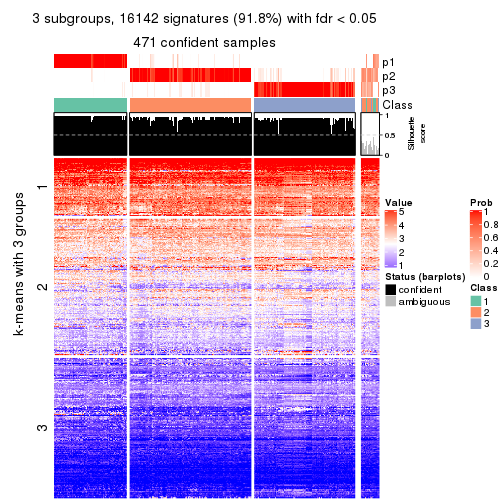 3 subgroups, 16142 signatures (91.8%) with fdr < 0.05
471 confident samples
p1
p2
p3
Class
1
0.5
0
Silhouette
score
k-means with 3 groups
1
2
3
Value
5
4
3
2
1
Status (barplots)
confident
ambiguous
Prob
1
0.8
0.6
0.4
0.2
0
Class
1
2
3